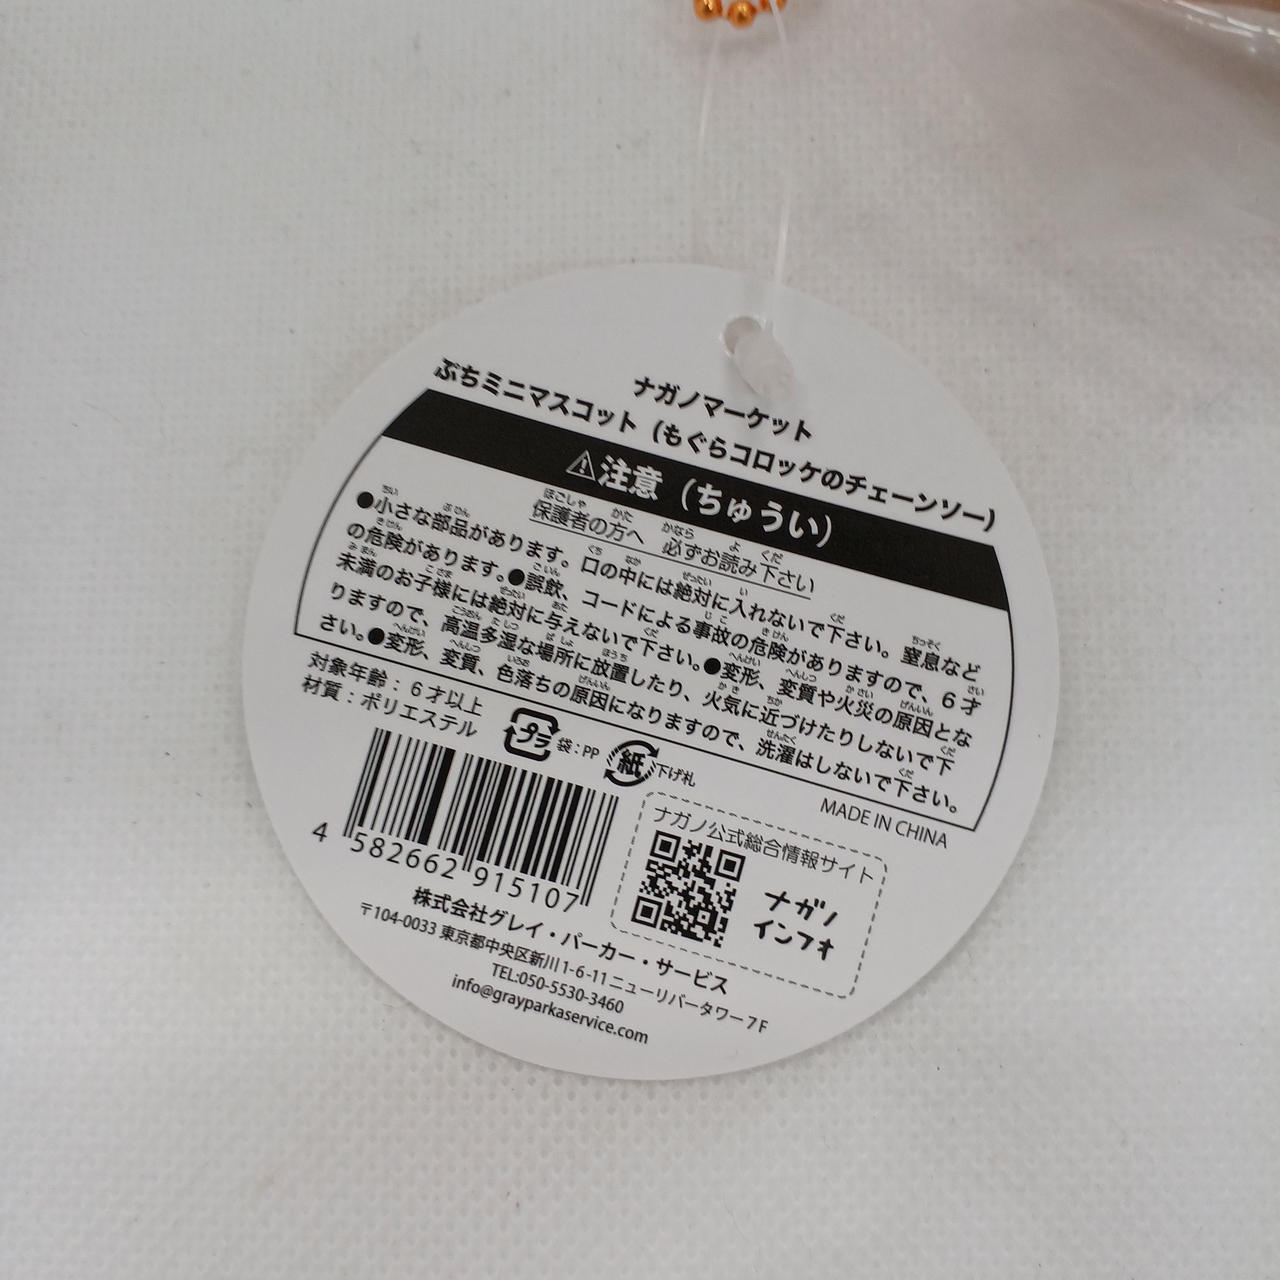 ナガノマーケット
ぷちミニマスコット（もぐらコロッケのチェーンソー）
⚠注意（ちゅうい）
保護者の方へ 必ずお読み下さい
●小さな部品があります。口の中には絶対に入れないで下さい。窒息など
の危険があります。●誤飲、コードによる事故の危険がありますので、6才
未満のお子様には絶対に与えないで下さい。●変形、変質や火災の原因とな
りますので、高温多湿な場所に放置したり、火気に近づけたりしないで下
さい。●変形、変質、色落ちの原因になりますので、洗濯はしないで下さい。
対象年齢：6才以上
材質：ポリエステル
プラ 袋：PP 紙 下げ札
MADE IN CHINA
4 582662 915107
ナガノ公式総合情報サイト
ナガノ
インフォ
株式会社グレイ・パーカー・サービス
〒104-0033 東京都中央区新川1-6-11ニューリバータワー7F
TEL:050-5530-3460
info@grayparkaservice.com